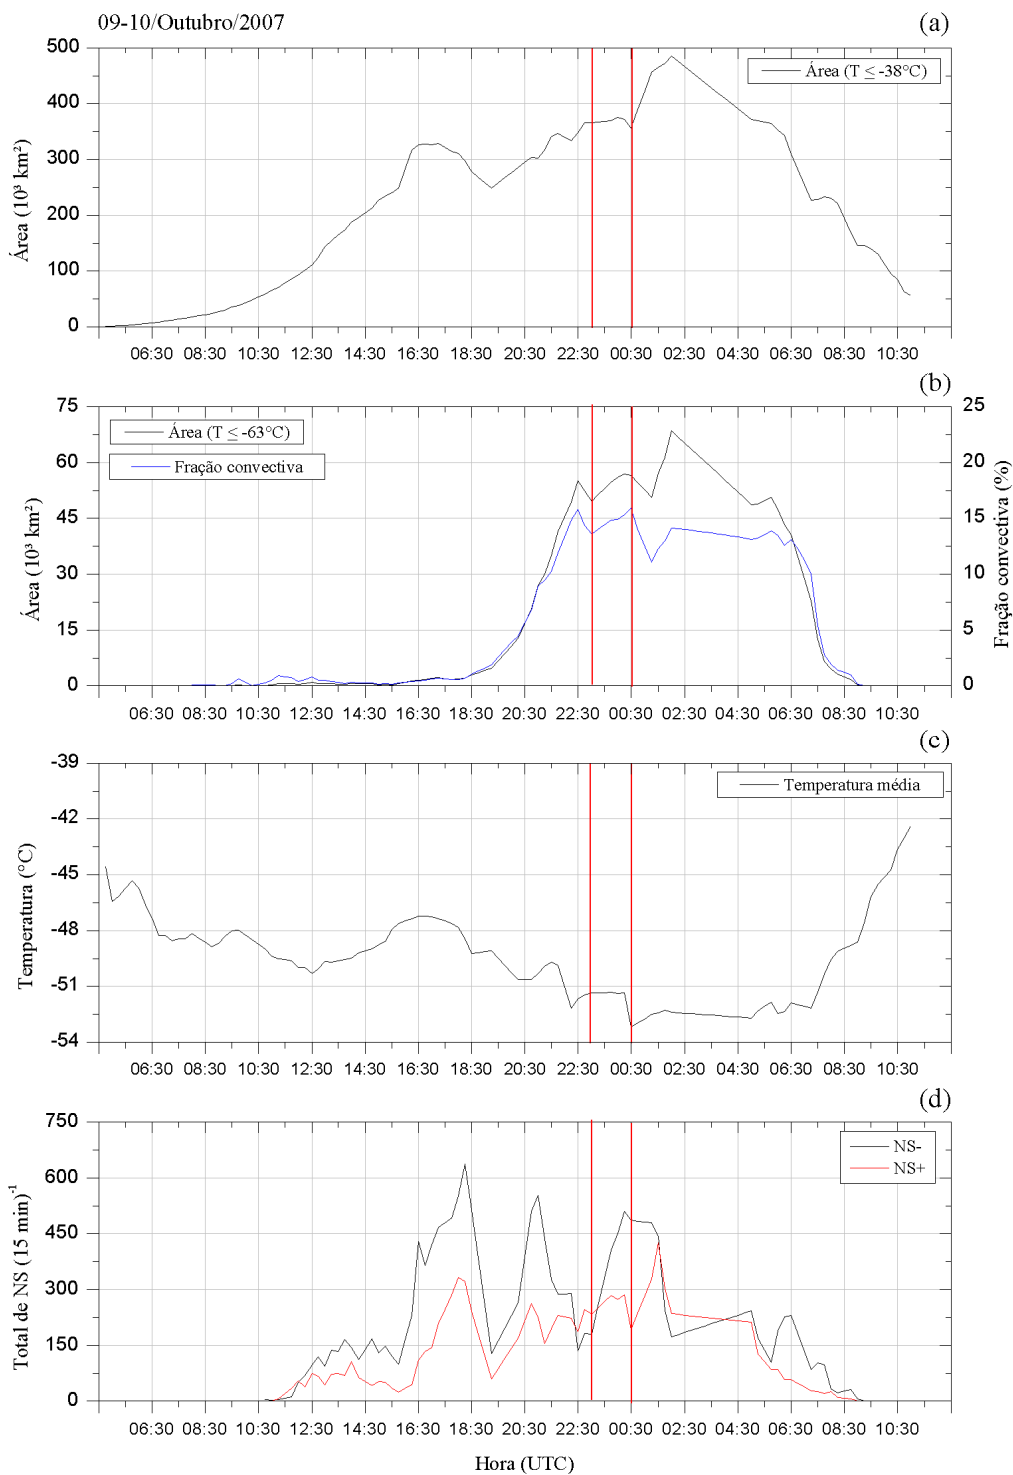 09-10/Outubro/2007
(a)
500
400
300
200
100
0
Área (10³ km²)
Área (T ≤ -38°C)
06:30 08:30 10:30 12:30 14:30 16:30 18:30 20:30 22:30 00:30 02:30 04:30 06:30 08:30 10:30
(b)
75
60
45
30
15
0
Área (10³ km²)
Área (T ≤ -63°C)
Fração convectiva
25
20
15
10
5
0
Fração convectiva (%)
06:30 08:30 10:30 12:30 14:30 16:30 18:30 20:30 22:30 00:30 02:30 04:30 06:30 08:30 10:30
(c)
-39
-42
-45
-48
-51
-54
Temperatura (°C)
Temperatura média
06:30 08:30 10:30 12:30 14:30 16:30 18:30 20:30 22:30 00:30 02:30 04:30 06:30 08:30 10:30
(d)
750
600
450
300
150
0
Total de NS (15 min)⁻¹
NS-
NS+
06:30 08:30 10:30 12:30 14:30 16:30 18:30 20:30 22:30 00:30 02:30 04:30 06:30 08:30 10:30
Hora (UTC)